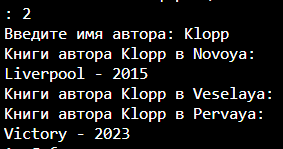 : 2
Введите имя автора: Klopp
Книги автора Klopp в Novoya:
Liverpool - 2015
Книги автора Klopp в Veselaya:
Книги автора Klopp в Pervaya:
Victory - 2023